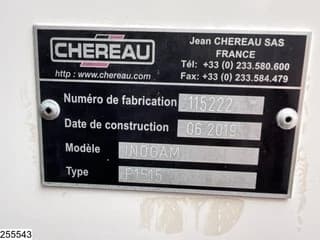 CHEREAU
http : www.chereau.com
Jean CHEREAU SAS
FRANCE
Tél: +33 (0) 233.580.600
Fax: +33 (0) 233.584.479
Numéro de fabrication 115222
Date de construction 06 2019
Modèle INOGAM
Type P1515
255543